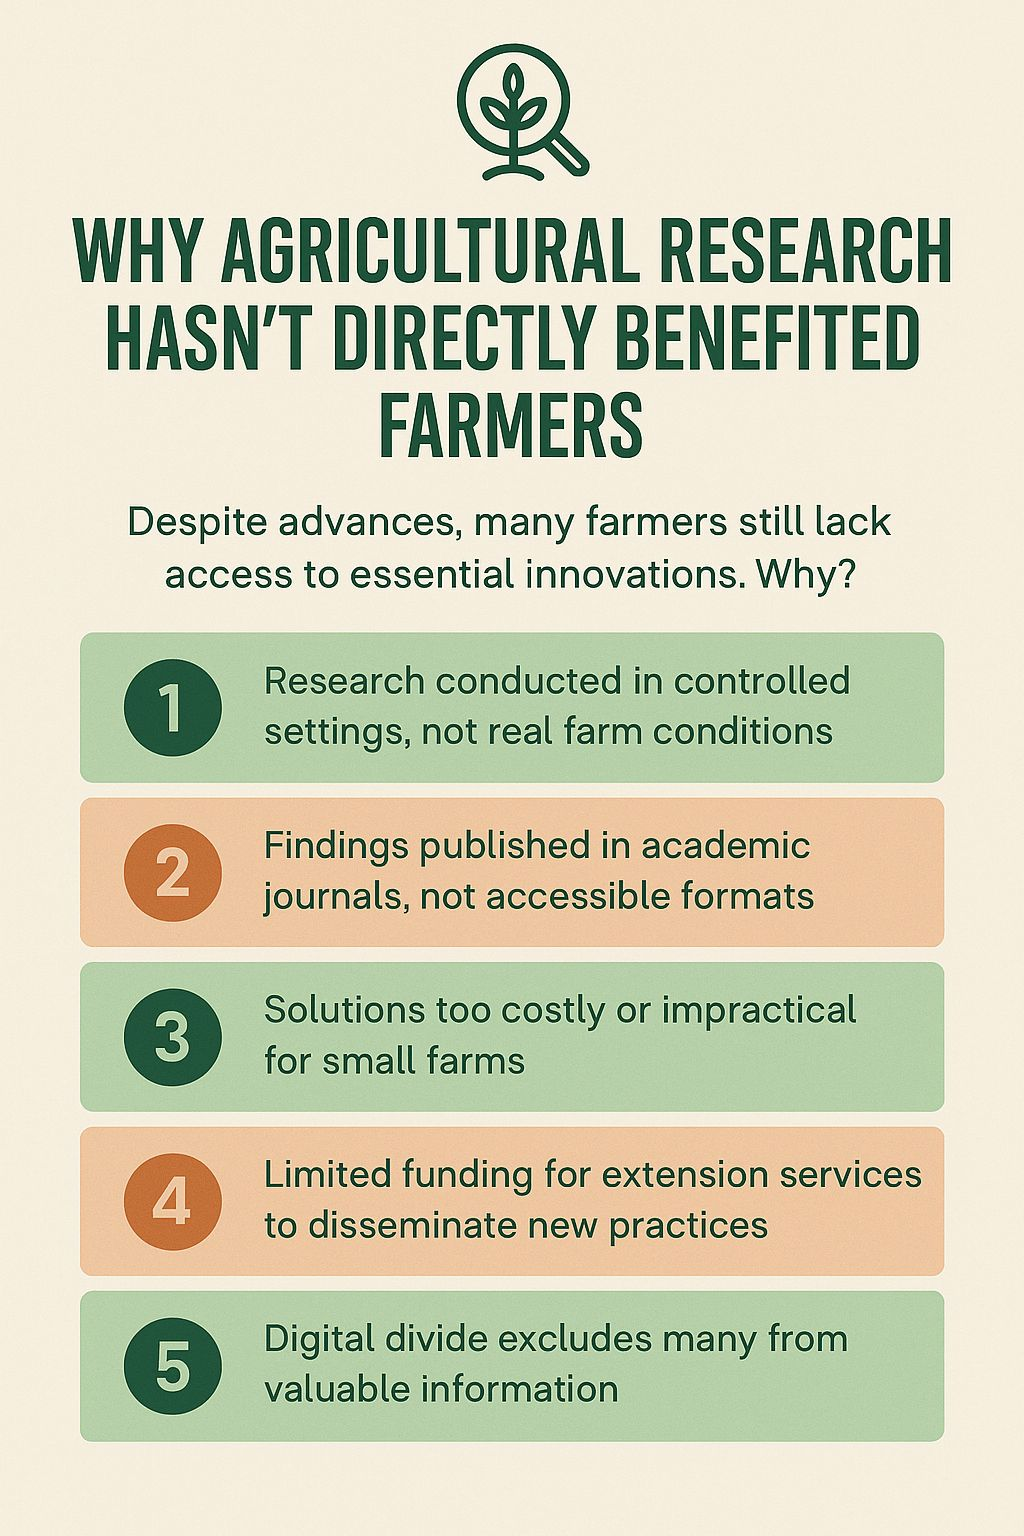 WHY AGRICULTURAL RESEARCH
HASN'T DIRECTLY BENEFITED
FARMERS
Despite advances, many farmers still lack
access to essential innovations. Why?
1
Research conducted in controlled
settings, not real farm conditions
2
Findings published in academic
journals, not accessible formats
3
Solutions too costly or impractical
for small farms
4
Limited funding for extension services
to disseminate new practices
5
Digital divide excludes many from
valuable information